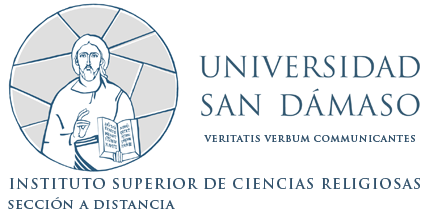 UNIVERSIDAD
SAN DÁMASO
VERITATIS VERBUM COMMUNICANTES
INSTITUTO SUPERIOR DE CIENCIAS RELIGIOSAS
SECCIÓN A DISTANCIA